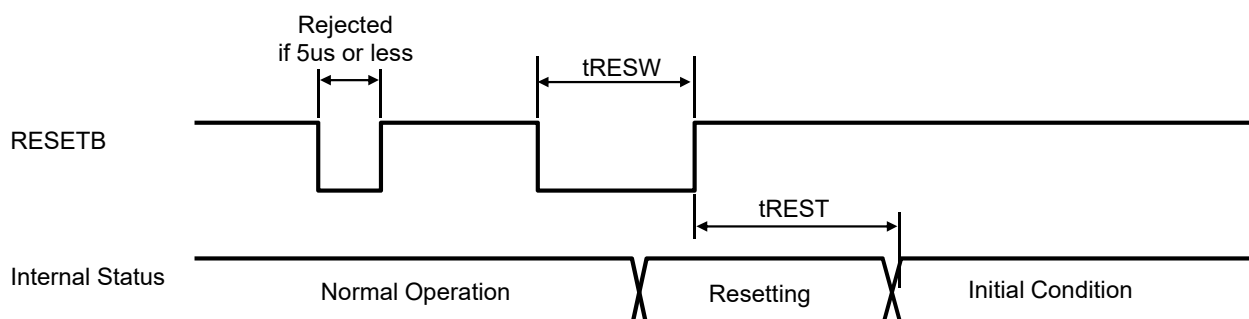 Rejected
if 5us or less
tRESW
RESETB
tREST
Internal Status
Normal Operation
Resetting
Initial Condition